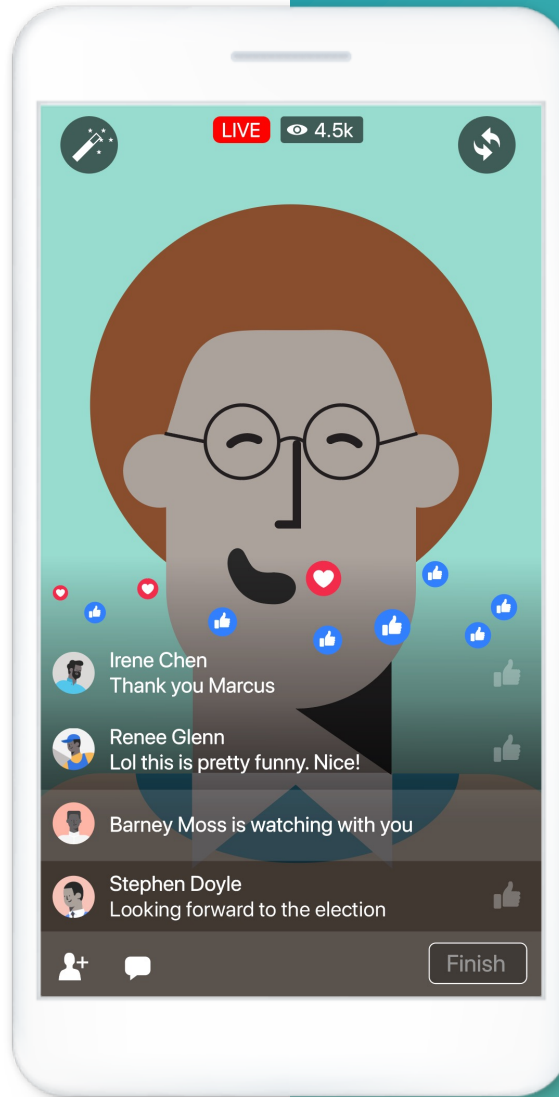 LIVE 4.5k
Irene Chen
Thank you Marcus
Renee Glenn
Lol this is pretty funny. Nice!
Barney Moss is watching with you
Stephen Doyle
Looking forward to the election
Finish